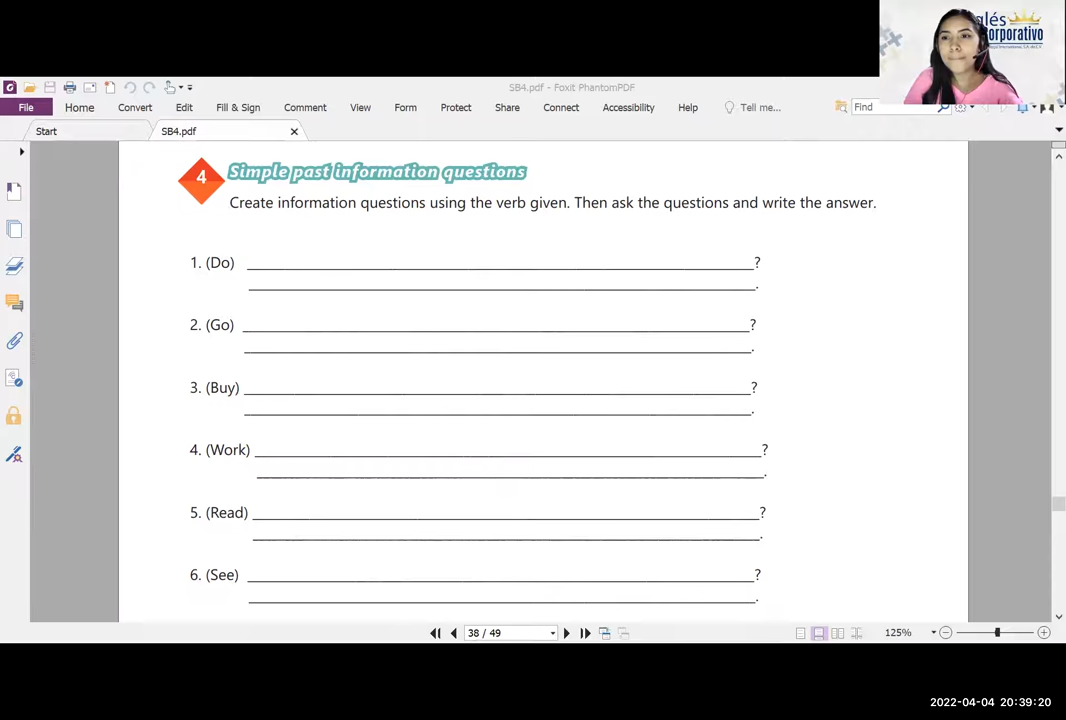 glés
orporativo
SB4.pdf - Foxit PhantomPDF
File Home Convert Edit Fill & Sign Comment View Form Protect Share Connect Accessibility Help Tell me... Find
Start SB4.pdf
4 Simple past information questions
Create information questions using the verb given. Then ask the questions and write the answer.
1. (Do) ?
.
2. (Go) ?
.
3. (Buy) ?
.
4. (Work) ?
.
5. (Read) ?
.
6. (See) ?
.
38 / 49 125%
2022-04-04 20:39:20